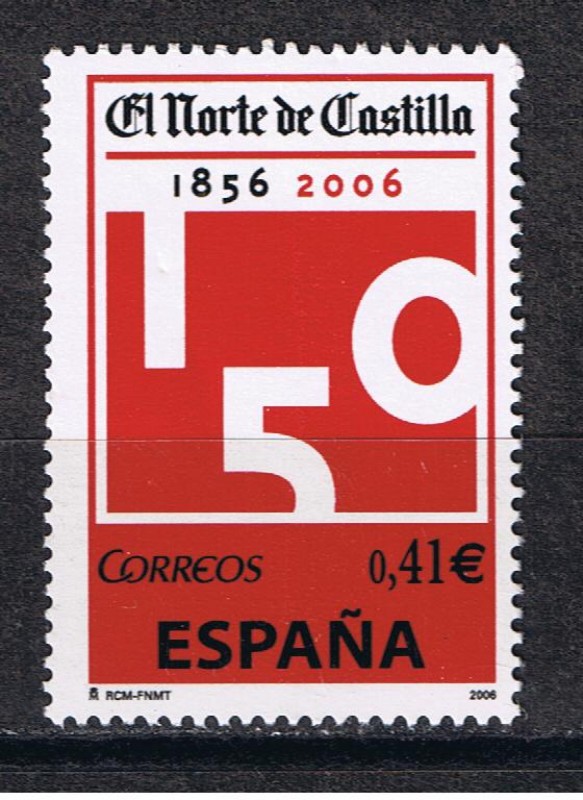 El Norte de Castilla
1856 2006
150
CORREOS 0,41€
ESPAÑA
RCM-FNMT 2006